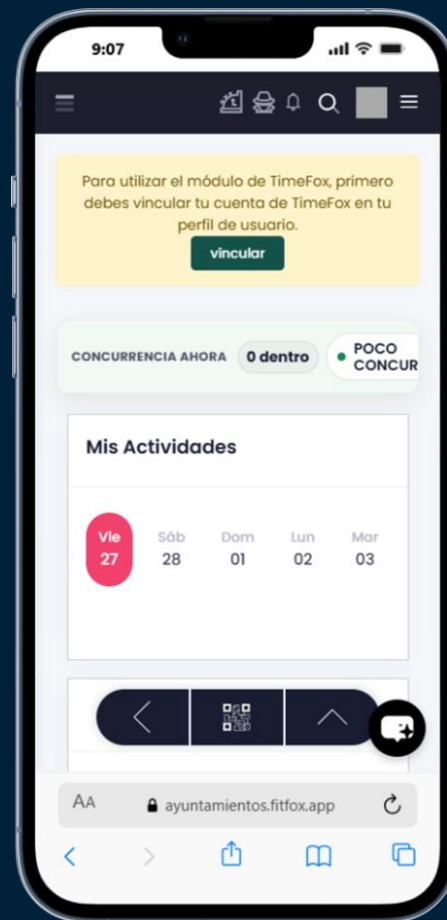 9:07
Para utilizar el módulo de TimeFox, primero
debes vincular tu cuenta de TimeFox en tu
perfil de usuario.
vincular
CONCURRENCIA AHORA 0 dentro POCO
CONCUR
Mis Actividades
Vie Sáb Dom Lun Mar
27 28 01 02 03
AA ayuntamientos.fitfox.app